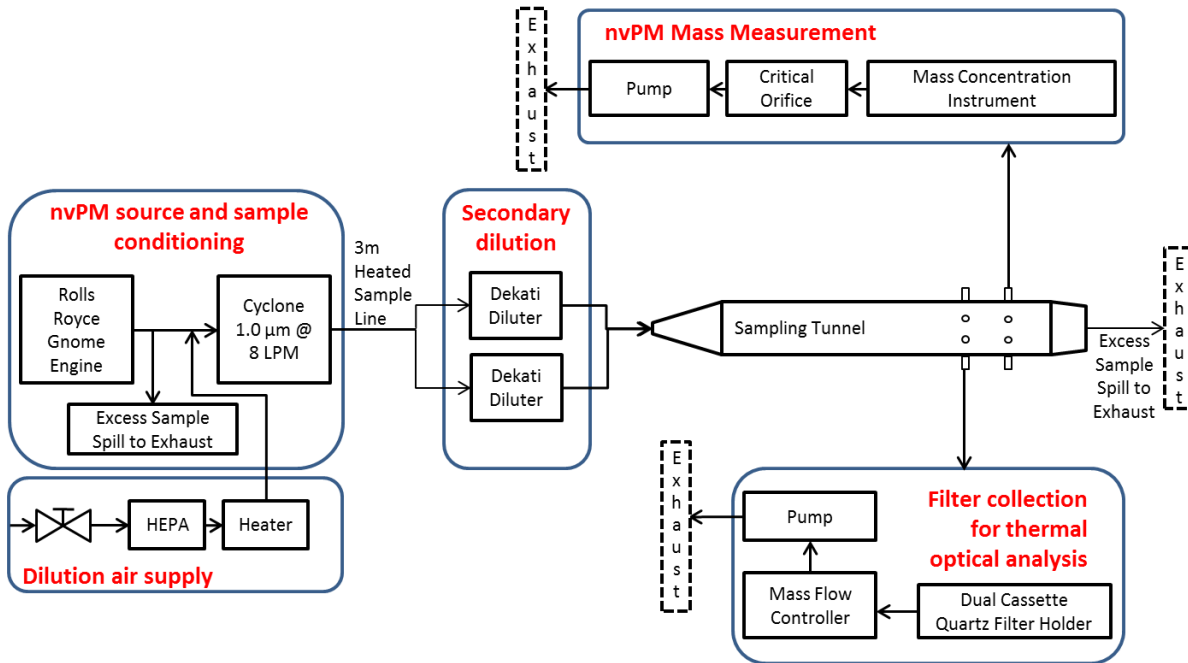 Exhaust
nvPM Mass Measurement
Pump
Critical
Orifice
Mass Concentration
Instrument
nvPM source and sample
conditioning
Rolls
Royce
Gnome
Engine
Cyclone
1.0 µm @
8 LPM
Excess Sample
Spill to Exhaust
3m
Heated
Sample
Line
Secondary
dilution
Dekati
Diluter
Dekati
Diluter
Sampling Tunnel
Excess
Sample
Spill to
Exhaust
Exhaust
HEPA
Heater
Dilution air supply
Exhaust
Pump
Filter collection
for thermal
optical analysis
Mass Flow
Controller
Dual Cassette
Quartz Filter Holder